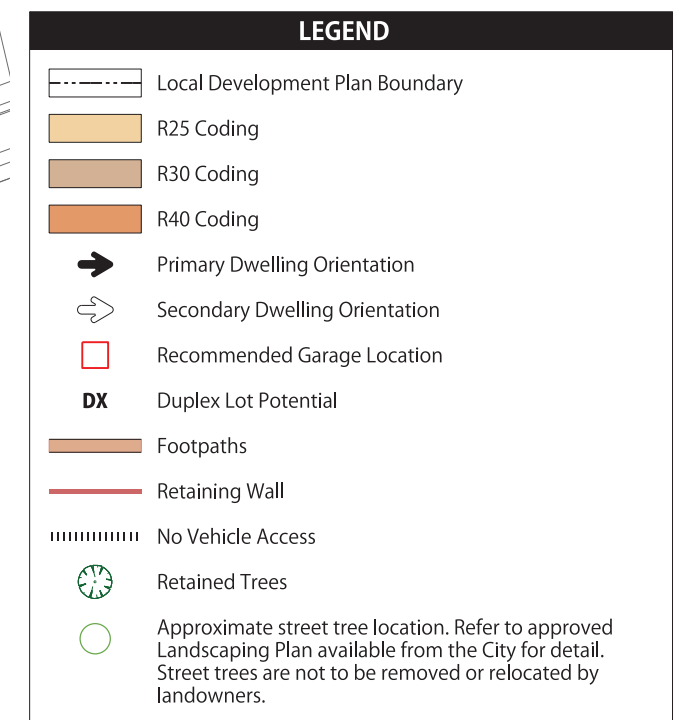 LEGEND
Local Development Plan Boundary
R25 Coding
R30 Coding
R40 Coding
Primary Dwelling Orientation
Secondary Dwelling Orientation
Recommended Garage Location
DX Duplex Lot Potential
Footpaths
Retaining Wall
No Vehicle Access
Retained Trees
Approximate street tree location. Refer to approved
Landscaping Plan available from the City for detail.
Street trees are not to be removed or relocated by
landowners.